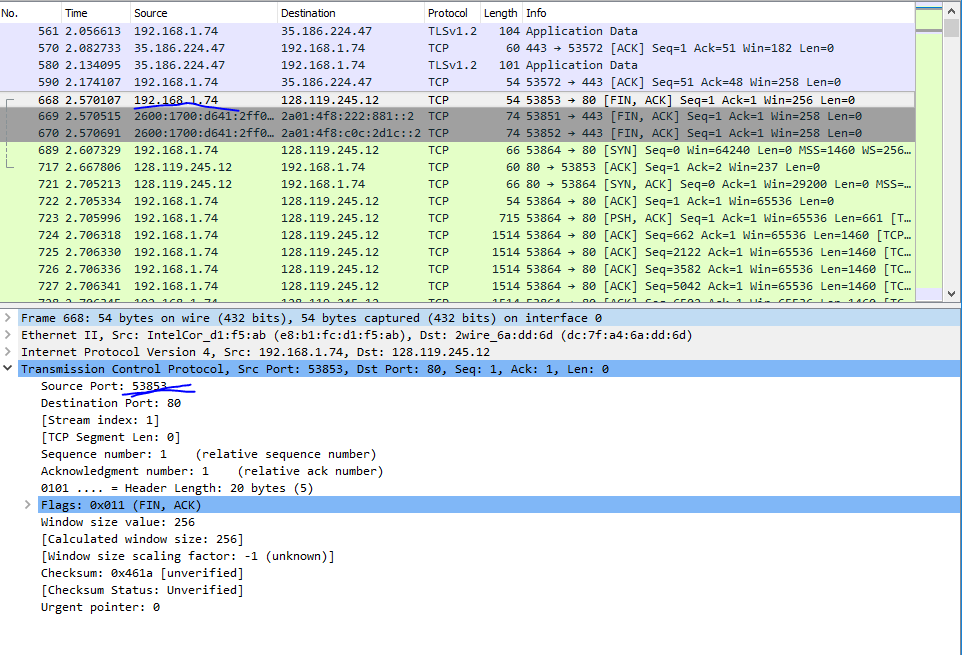 No. Time Source Destination Protocol Length Info
561 2.056613 192.168.1.74 35.186.224.47 TLSv1.2 104 Application Data
570 2.082733 35.186.224.47 192.168.1.74 TCP 60 443 → 53572 [ACK] Seq=1 Ack=51 Win=182 Len=0
580 2.134095 35.186.224.47 192.168.1.74 TLSv1.2 101 Application Data
590 2.174107 192.168.1.74 35.186.224.47 TCP 54 53572 → 443 [ACK] Seq=51 Ack=48 Win=258 Len=0
668 2.570107 192.168.1.74 128.119.245.12 TCP 54 53853 → 80 [FIN, ACK] Seq=1 Ack=1 Win=256 Len=0
669 2.570515 2600:1700:d641:2ff0… 2a01:4f8:222:881::2 TCP 74 53851 → 443 [FIN, ACK] Seq=1 Ack=1 Win=258 Len=0
670 2.570691 2600:1700:d641:2ff0… 2a01:4f8:c0c:2d1c::2 TCP 74 53852 → 443 [FIN, ACK] Seq=1 Ack=1 Win=258 Len=0
689 2.607329 192.168.1.74 128.119.245.12 TCP 66 53864 → 80 [SYN] Seq=0 Win=64240 Len=0 MSS=1460 WS=256…
717 2.667806 128.119.245.12 192.168.1.74 TCP 60 80 → 53853 [ACK] Seq=1 Ack=2 Win=237 Len=0
721 2.705213 128.119.245.12 192.168.1.74 TCP 66 80 → 53864 [SYN, ACK] Seq=0 Ack=1 Win=29200 Len=0 MSS=…
722 2.705334 192.168.1.74 128.119.245.12 TCP 54 53864 → 80 [ACK] Seq=1 Ack=1 Win=65536 Len=0
723 2.705996 192.168.1.74 128.119.245.12 TCP 715 53864 → 80 [PSH, ACK] Seq=1 Ack=1 Win=65536 Len=661 [T…
724 2.706318 192.168.1.74 128.119.245.12 TCP 1514 53864 → 80 [ACK] Seq=662 Ack=1 Win=65536 Len=1460 [TCP…
725 2.706330 192.168.1.74 128.119.245.12 TCP 1514 53864 → 80 [ACK] Seq=2122 Ack=1 Win=65536 Len=1460 [TC…
726 2.706336 192.168.1.74 128.119.245.12 TCP 1514 53864 → 80 [ACK] Seq=3582 Ack=1 Win=65536 Len=1460 [TC…
727 2.706341 192.168.1.74 128.119.245.12 TCP 1514 53864 → 80 [ACK] Seq=5042 Ack=1 Win=65536 Len=1460 [TC…
Frame 668: 54 bytes on wire (432 bits), 54 bytes captured (432 bits) on interface 0
Ethernet II, Src: IntelCor_d1:f5:ab (e8:b1:fc:d1:f5:ab), Dst: 2wire_6a:dd:6d (dc:7f:a4:6a:dd:6d)
Internet Protocol Version 4, Src: 192.168.1.74, Dst: 128.119.245.12
Transmission Control Protocol, Src Port: 53853, Dst Port: 80, Seq: 1, Ack: 1, Len: 0
Source Port: 53853
Destination Port: 80
[Stream index: 1]
[TCP Segment Len: 0]
Sequence number: 1 (relative sequence number)
Acknowledgment number: 1 (relative ack number)
0101 .... = Header Length: 20 bytes (5)
Flags: 0x011 (FIN, ACK)
Window size value: 256
[Calculated window size: 256]
[Window size scaling factor: -1 (unknown)]
Checksum: 0x461a [unverified]
[Checksum Status: Unverified]
Urgent pointer: 0